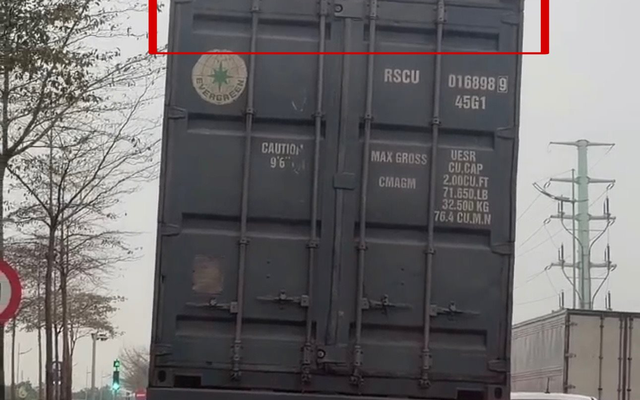 EVERGREEN
RSCU 016898 9
45G1
CAUTION
9'6"
MAX GROSS
CMAGM
UESR
CU.CAP
2.00CU.FT
71.650.LB
32.500 KG
76.4 CU.M.N